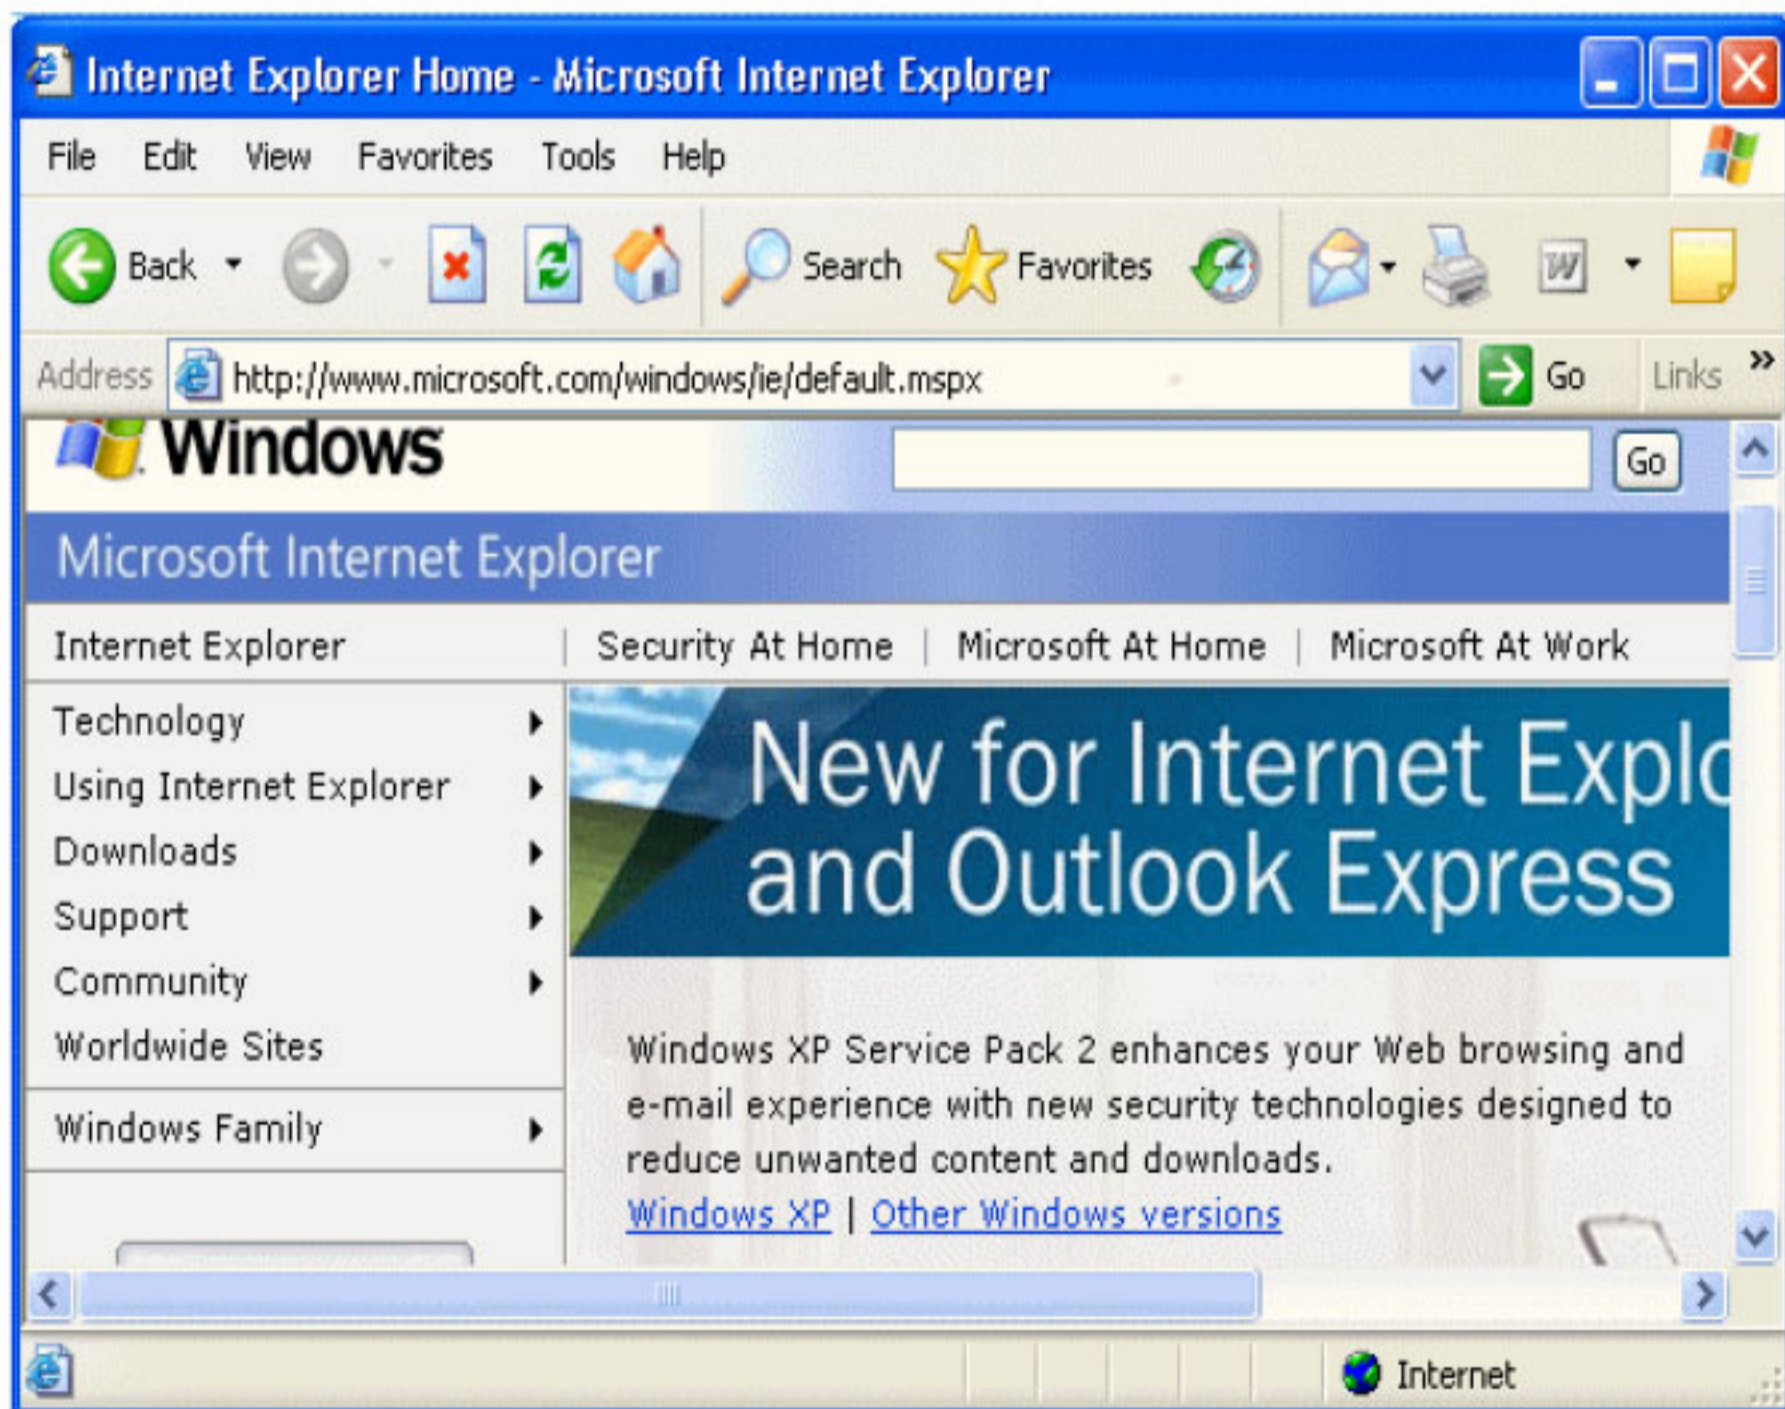 Internet Explorer Home - Microsoft Internet Explorer
File Edit View Favorites Tools Help
Back Search Favorites W
Address http://www.microsoft.com/windows/ie/default.mspx Go Links »
Windows Go
Microsoft Internet Explorer
Internet Explorer | Security At Home | Microsoft At Home | Microsoft At Work
Technology
Using Internet Explorer
Downloads
Support
Community
Worldwide Sites
Windows Family
New for Internet Explo
and Outlook Express
Windows XP Service Pack 2 enhances your Web browsing and
e-mail experience with new security technologies designed to
reduce unwanted content and downloads.
Windows XP | Other Windows versions
Internet